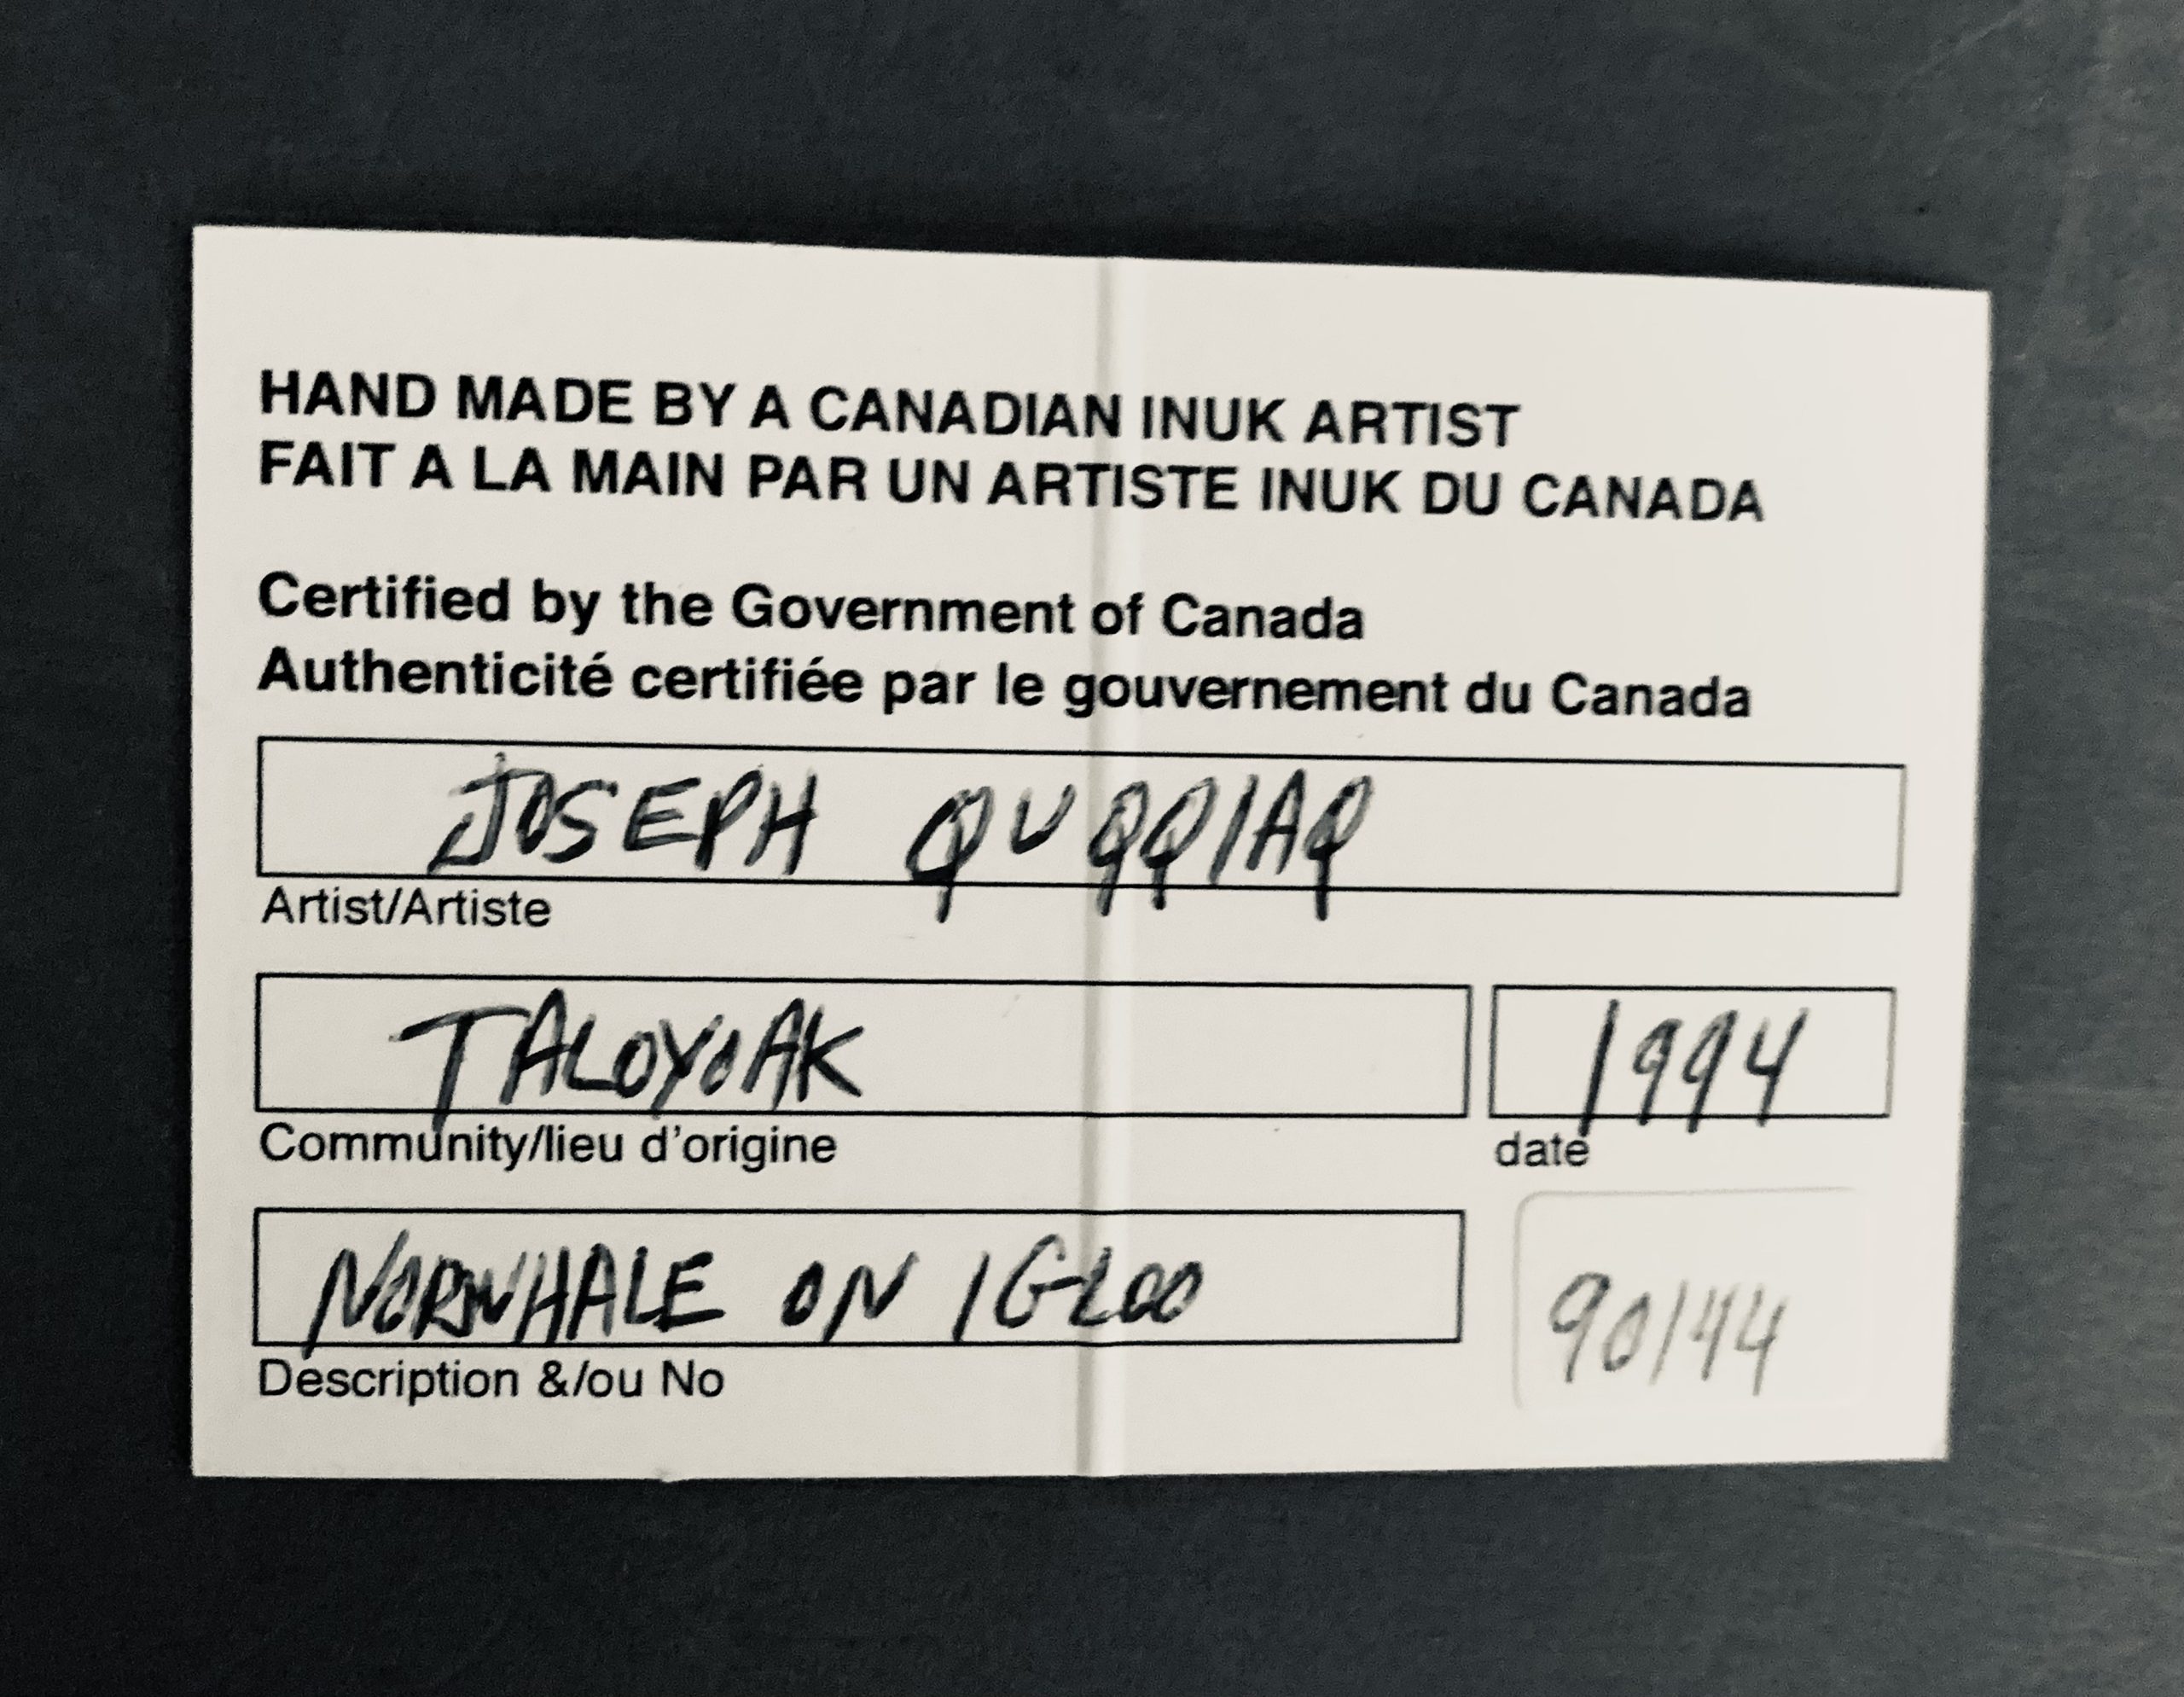 HAND MADE BY A CANADIAN INUK ARTIST
FAIT A LA MAIN PAR UN ARTISTE INUK DU CANADA
Certified by the Government of Canada
Authenticité certifiée par le gouvernement du Canada
JOSEPH QUQQIAQ
Artist/Artiste
TALOYOAK 1994
Community/lieu d'origine date
NORWHALE ON IGLOO
Description &/ou No
90/44